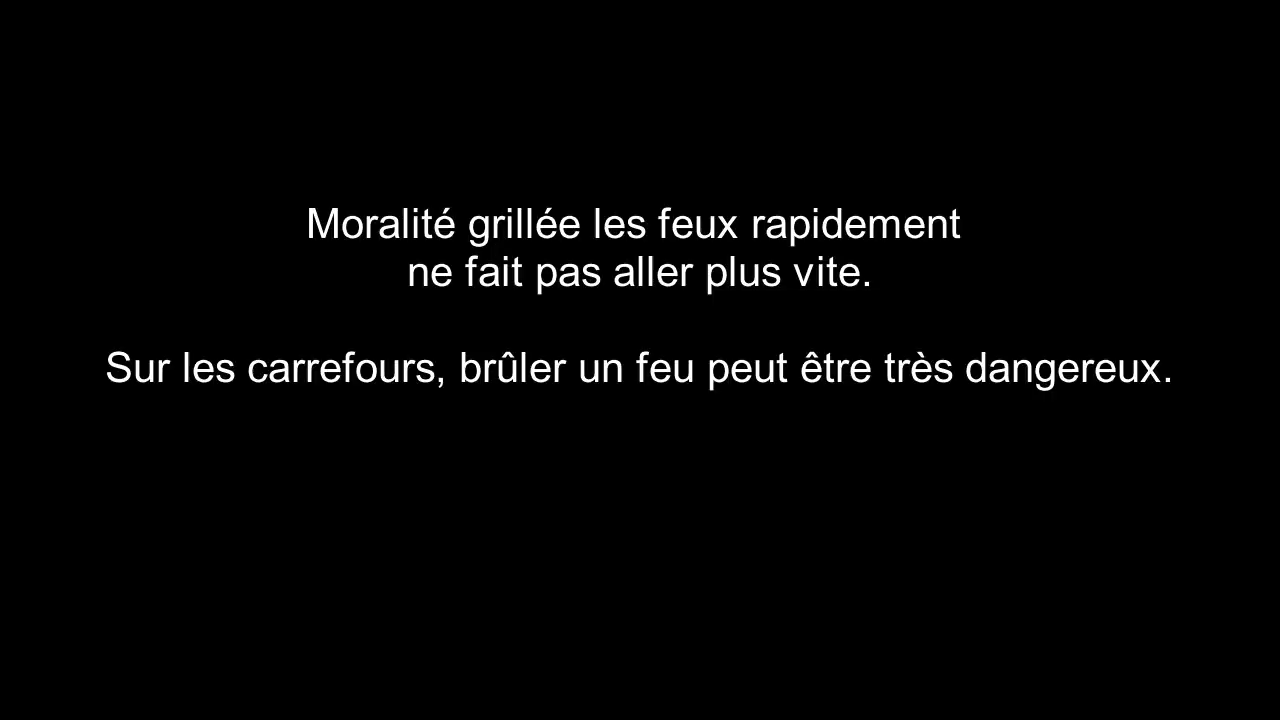 Moralité grillée les feux rapidement
ne fait pas aller plus vite.
Sur les carrefours, brûler un feu peut être très dangereux.